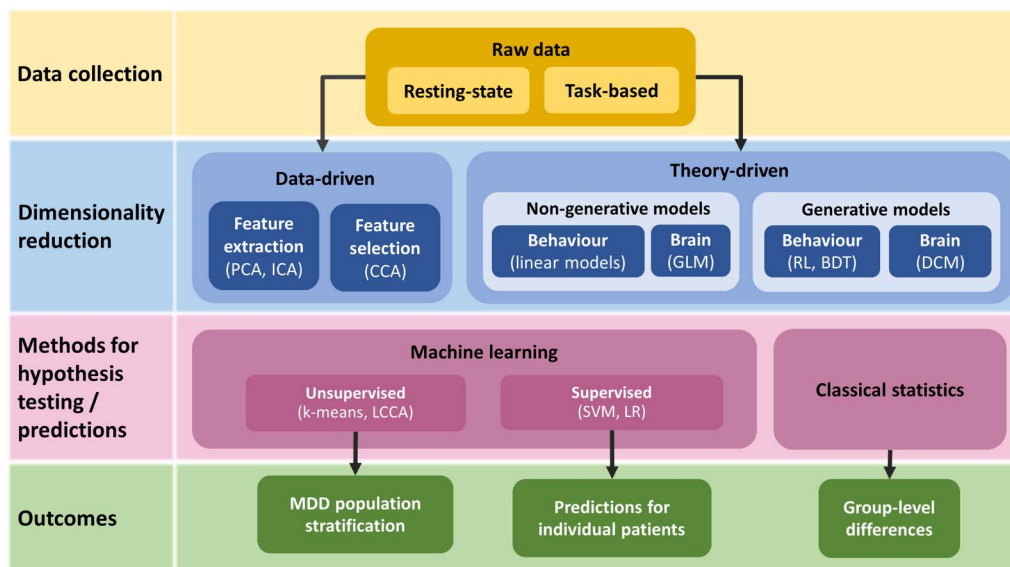 Data collection
Raw data
Resting-state
Task-based
Dimensionality
reduction
Data-driven
Feature
extraction
(PCA, ICA)
Feature
selection
(CCA)
Theory-driven
Non-generative models
Behaviour
(linear models)
Brain
(GLM)
Generative models
Behaviour
(RL, BDT)
Brain
(DCM)
Methods for
hypothesis
testing /
predictions
Machine learning
Unsupervised
(k-means, LCCA)
Supervised
(SVM, LR)
Classical statistics
Outcomes
MDD population
stratification
Predictions for
individual patients
Group-level
differences